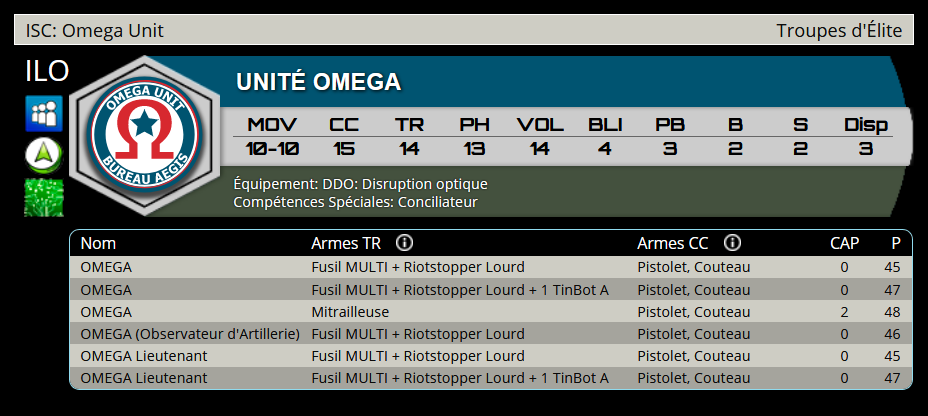 ISC: Omega Unit Troupes d'Élite
ILO
OMEGA UNIT
BUREAU AEGIS
UNITÉ OMEGA
MOV CC TR PH VOL BLI PB B S Disp
10-10 15 14 13 14 4 3 2 2 3
Équipement: DDO: Disruption optique
Compétences Spéciales: Conciliateur
Nom Armes TR i Armes CC i CAP P
OMEGA Fusil MULTI + Riotstopper Lourd Pistolet, Couteau 0 45
OMEGA Fusil MULTI + Riotstopper Lourd + 1 TinBot A Pistolet, Couteau 0 47
OMEGA Mitrailleuse Pistolet, Couteau 2 48
OMEGA (Observateur d'Artillerie) Fusil MULTI + Riotstopper Lourd Pistolet, Couteau 0 46
OMEGA Lieutenant Fusil MULTI + Riotstopper Lourd Pistolet, Couteau 0 45
OMEGA Lieutenant Fusil MULTI + Riotstopper Lourd + 1 TinBot A Pistolet, Couteau 0 47